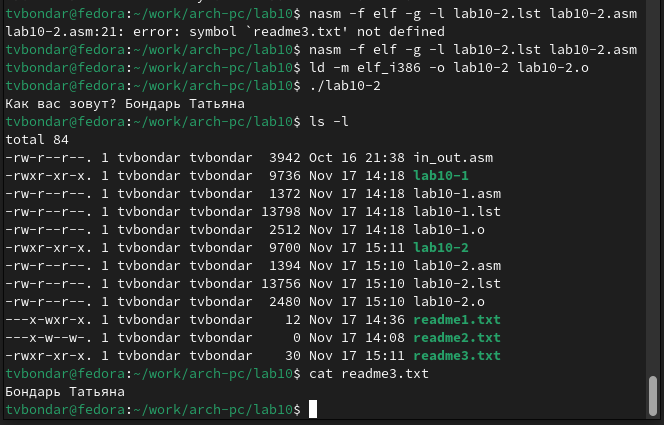 tvbondar@fedora:~/work/arch-pc/lab10$ nasm -f elf -g -l lab10-2.lst lab10-2.asm
lab10-2.asm:21: error: symbol `readme3.txt' not defined
tvbondar@fedora:~/work/arch-pc/lab10$ nasm -f elf -g -l lab10-2.lst lab10-2.asm
tvbondar@fedora:~/work/arch-pc/lab10$ ld -m elf_i386 -o lab10-2 lab10-2.o
tvbondar@fedora:~/work/arch-pc/lab10$ ./lab10-2
Как вас зовут? Бондарь Татьяна
tvbondar@fedora:~/work/arch-pc/lab10$ ls -l
total 84
-rw-r--r--. 1 tvbondar tvbondar  3942 Oct 16 21:38 in_out.asm
-rwxr-xr-x. 1 tvbondar tvbondar  9736 Nov 17 14:18 lab10-1
-rw-r--r--. 1 tvbondar tvbondar  1372 Nov 17 14:18 lab10-1.asm
-rw-r--r--. 1 tvbondar tvbondar 13798 Nov 17 14:18 lab10-1.lst
-rw-r--r--. 1 tvbondar tvbondar  2512 Nov 17 14:18 lab10-1.o
-rwxr-xr-x. 1 tvbondar tvbondar  9700 Nov 17 15:11 lab10-2
-rw-r--r--. 1 tvbondar tvbondar  1394 Nov 17 15:10 lab10-2.asm
-rw-r--r--. 1 tvbondar tvbondar 13756 Nov 17 15:10 lab10-2.lst
-rw-r--r--. 1 tvbondar tvbondar  2480 Nov 17 15:10 lab10-2.o
---x-wxr-x. 1 tvbondar tvbondar    12 Nov 17 14:36 readme1.txt
---x-w--w-. 1 tvbondar tvbondar     0 Nov 17 14:08 readme2.txt
-rwxr-xr-x. 1 tvbondar tvbondar    30 Nov 17 15:11 readme3.txt
tvbondar@fedora:~/work/arch-pc/lab10$ cat readme3.txt
Бондарь Татьяна
tvbondar@fedora:~/work/arch-pc/lab10$